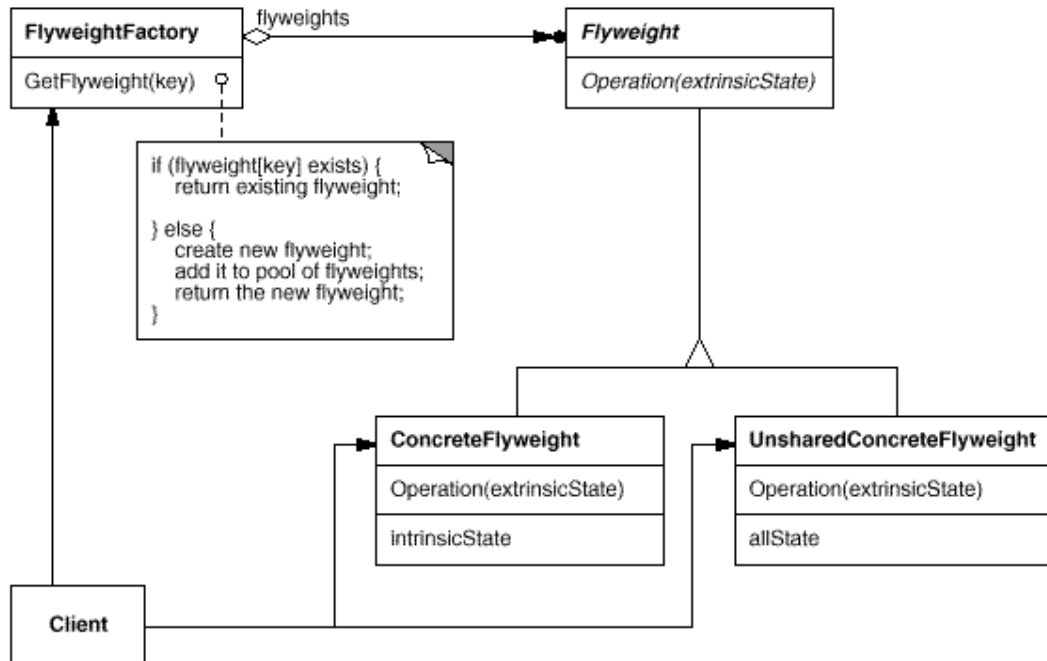 flyweights
FlyweightFactory
Flyweight
GetFlyweight(key)
Operation(extrinsicState)
if (flyweight[key] exists) {
return existing flyweight;
} else {
create new flyweight;
add it to pool of flyweights;
return the new flyweight;
}
ConcreteFlyweight
UnsharedConcreteFlyweight
Operation(extrinsicState)
Operation(extrinsicState)
intrinsicState
allState
Client